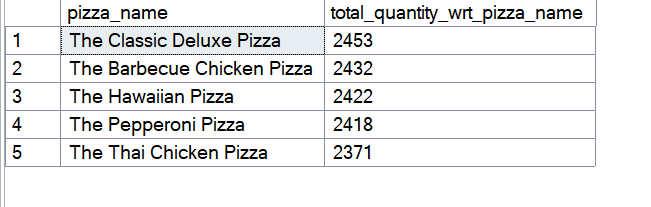 pizza_name total_quantity_wrt_pizza_name
1 The Classic Deluxe Pizza 2453
2 The Barbecue Chicken Pizza 2432
3 The Hawaiian Pizza 2422
4 The Pepperoni Pizza 2418
5 The Thai Chicken Pizza 2371